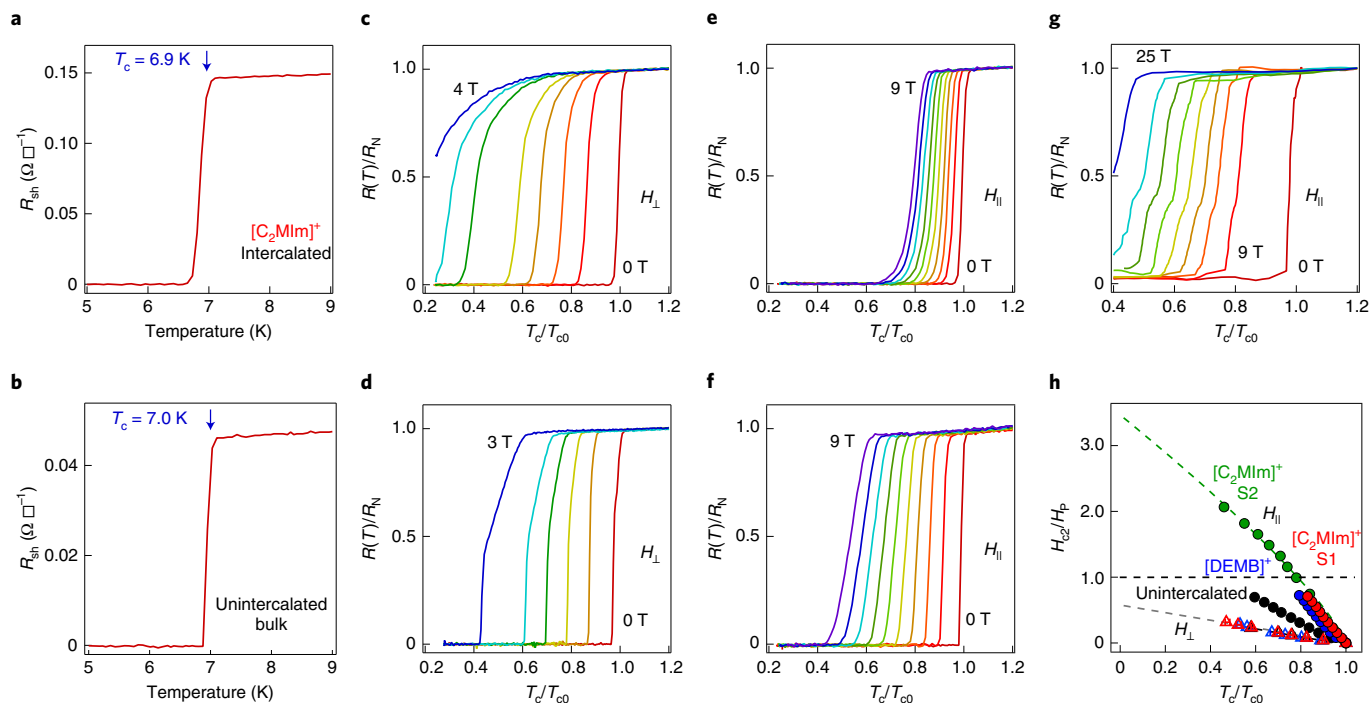 a
T_c = 6.9 K
0.15
0.10
0.05
0
R_sh (Ω □⁻¹)
[C₂MIm]⁺
Intercalated
5 6 7 8 9
Temperature (K)
c
1.0
0.5
0
R(T)/R_N
4 T
H_⊥
0 T
0.2 0.4 0.6 0.8 1.0 1.2
T_c/T_c0
e
1.0
0.5
0
R(T)/R_N
9 T
H_||
0 T
0.2 0.4 0.6 0.8 1.0 1.2
T_c/T_c0
g
25 T
1.0
0.5
0
R(T)/R_N
H_||
9 T
0 T
0.4 0.6 0.8 1.0 1.2
T_c/T_c0
b
T_c = 7.0 K
0.04
0.02
0
R_sh (Ω □⁻¹)
Unintercalated
bulk
5 6 7 8 9
Temperature (K)
d
1.0
0.5
0
R(T)/R_N
3 T
H_⊥
0 T
0.2 0.4 0.6 0.8 1.0 1.2
T_c/T_c0
f
1.0
0.5
0
R(T)/R_N
9 T
H_||
0 T
0.2 0.4 0.6 0.8 1.0 1.2
T_c/T_c0
h
3.0
2.0
1.0
0
H_c2/H_P
[C₂MIm]⁺
S2
H_||
[C₂MIm]⁺
S1
[DEMB]⁺
Unintercalated
H_⊥
0 0.2 0.4 0.6 0.8 1.0
T_c/T_c0